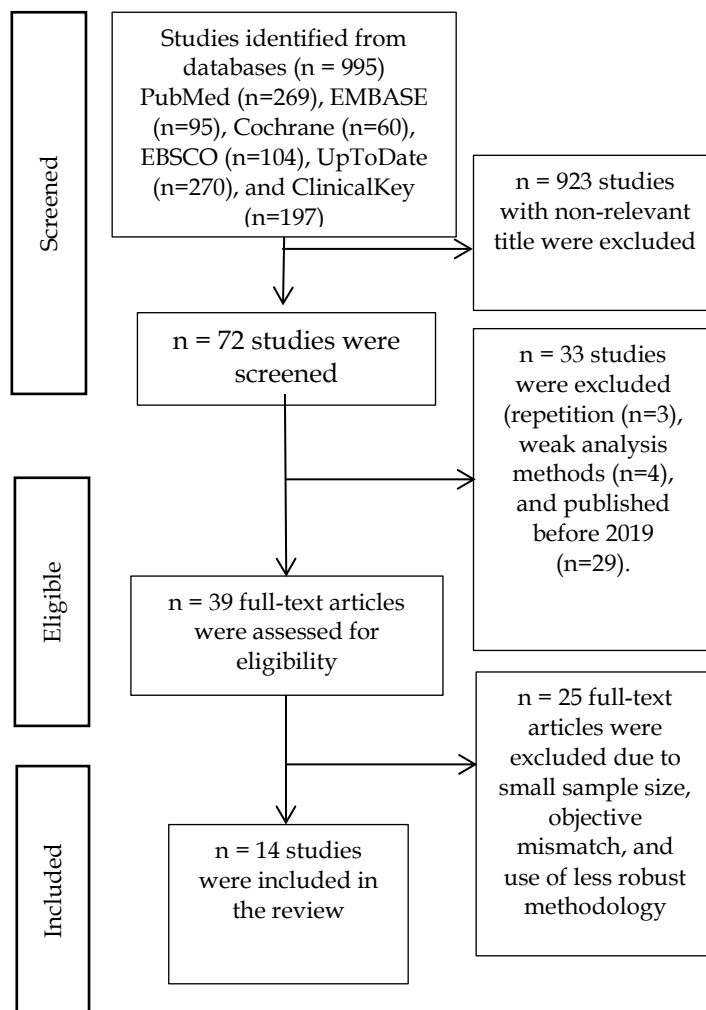 Screened
Studies identified from
databases (n = 995)
PubMed (n=269), EMBASE
(n=95), Cochrane (n=60),
EBSCO (n=104), UpToDate
(n=270), and ClinicalKey
(n=197)
n = 923 studies
with non-relevant
title were excluded
n = 72 studies were
screened
n = 33 studies
were excluded
(repetition (n=3),
weak analysis
methods (n=4),
and published
before 2019
(n=29).
Eligible
n = 39 full-text articles
were assessed for
eligibility
n = 25 full-text
articles were
excluded due to
small sample size,
objective
mismatch, and
use of less robust
methodology
Included
n = 14 studies
were included in
the review